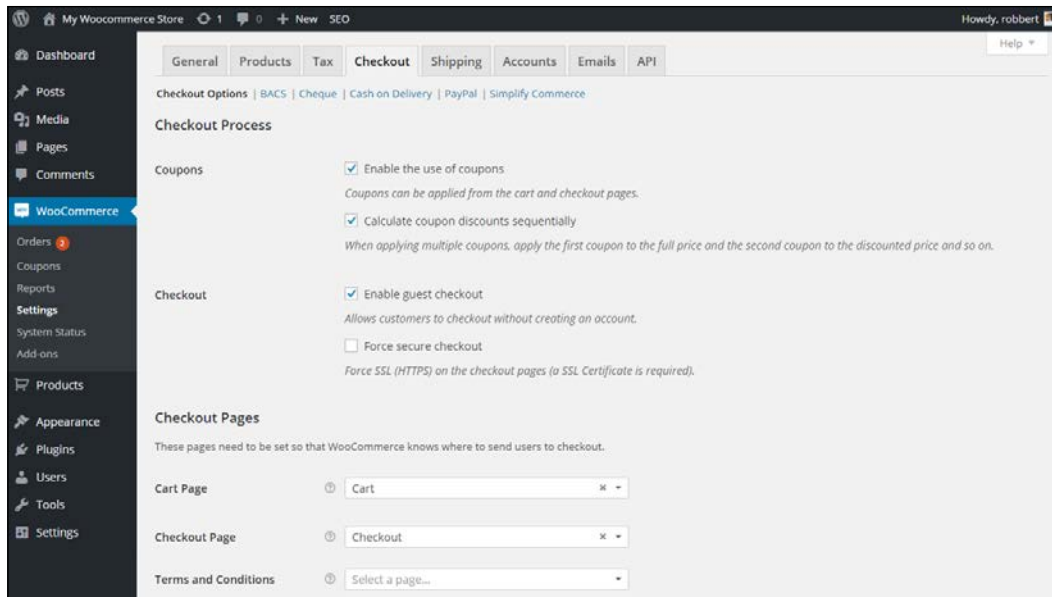 My Woocommerce Store 1 0 + New SEO Howdy, robbert
Help
Dashboard
Posts
Media
Pages
Comments
WooCommerce
Orders 2
Coupons
Reports
Settings
System Status
Add-ons
Products
Appearance
Plugins
Users
Tools
Settings
General Products Tax Checkout Shipping Accounts Emails API
Checkout Options | BACS | Cheque | Cash on Delivery | PayPal | Simplify Commerce
Checkout Process
Coupons Enable the use of coupons
Coupons can be applied from the cart and checkout pages.
Calculate coupon discounts sequentially
When applying multiple coupons, apply the first coupon to the full price and the second coupon to the discounted price and so on.
Checkout Enable guest checkout
Allows customers to checkout without creating an account.
Force secure checkout
Force SSL (HTTPS) on the checkout pages (a SSL Certificate is required).
Checkout Pages
These pages need to be set so that WooCommerce knows where to send users to checkout.
Cart Page Cart
Checkout Page Checkout
Terms and Conditions Select a page...